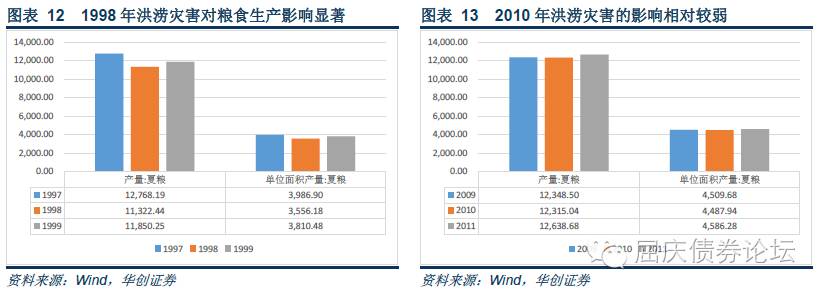 图表 12 1998 年洪涝灾害对粮食生产影响显著
14,000.00
12,000.00
10,000.00
8,000.00
6,000.00
4,000.00
2,000.00
0.00
产量:夏粮 单位面积产量:夏粮
1997 12,768.19 3,986.90
1998 11,322.44 3,556.18
1999 11,850.25 3,810.48
1997 1998 1999
资料来源：Wind，华创证券
图表 13 2010 年洪涝灾害的影响相对较弱
14,000.00
12,000.00
10,000.00
8,000.00
6,000.00
4,000.00
2,000.00
0.00
产量:夏粮 单位面积产量:夏粮
2009 12,348.50 4,509.68
2010 12,315.04 4,487.94
2011 12,638.68 4,586.28
屈庆债券论坛
资料来源：Wind，华创证券